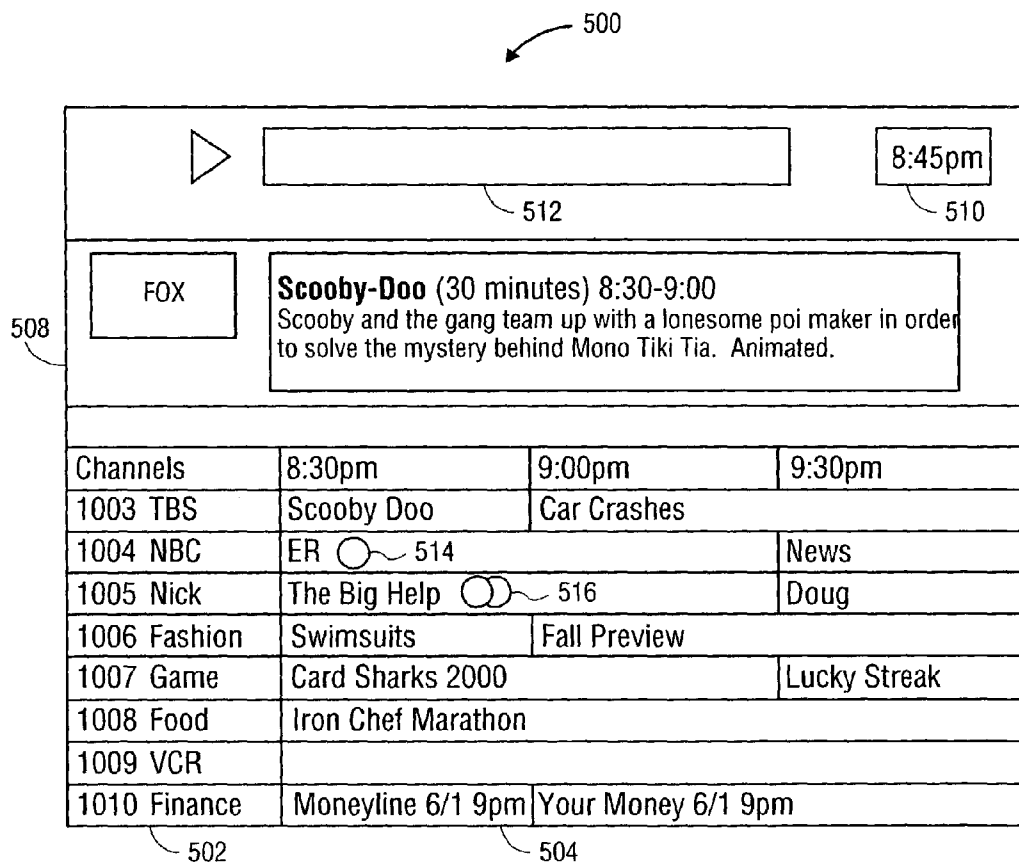 500
8:45pm
512
510
FOX
Scooby-Doo (30 minutes) 8:30-9:00
Scooby and the gang team up with a lonesome poi maker in order
to solve the mystery behind Mono Tiki Tia. Animated.
508
Channels 8:30pm 9:00pm 9:30pm
1003 TBS Scooby Doo Car Crashes
1004 NBC ER 514 News
1005 Nick The Big Help 516 Doug
1006 Fashion Swimsuits Fall Preview
1007 Game Card Sharks 2000 Lucky Streak
1008 Food Iron Chef Marathon
1009 VCR
1010 Finance Moneyline 6/1 9pm Your Money 6/1 9pm
502 504